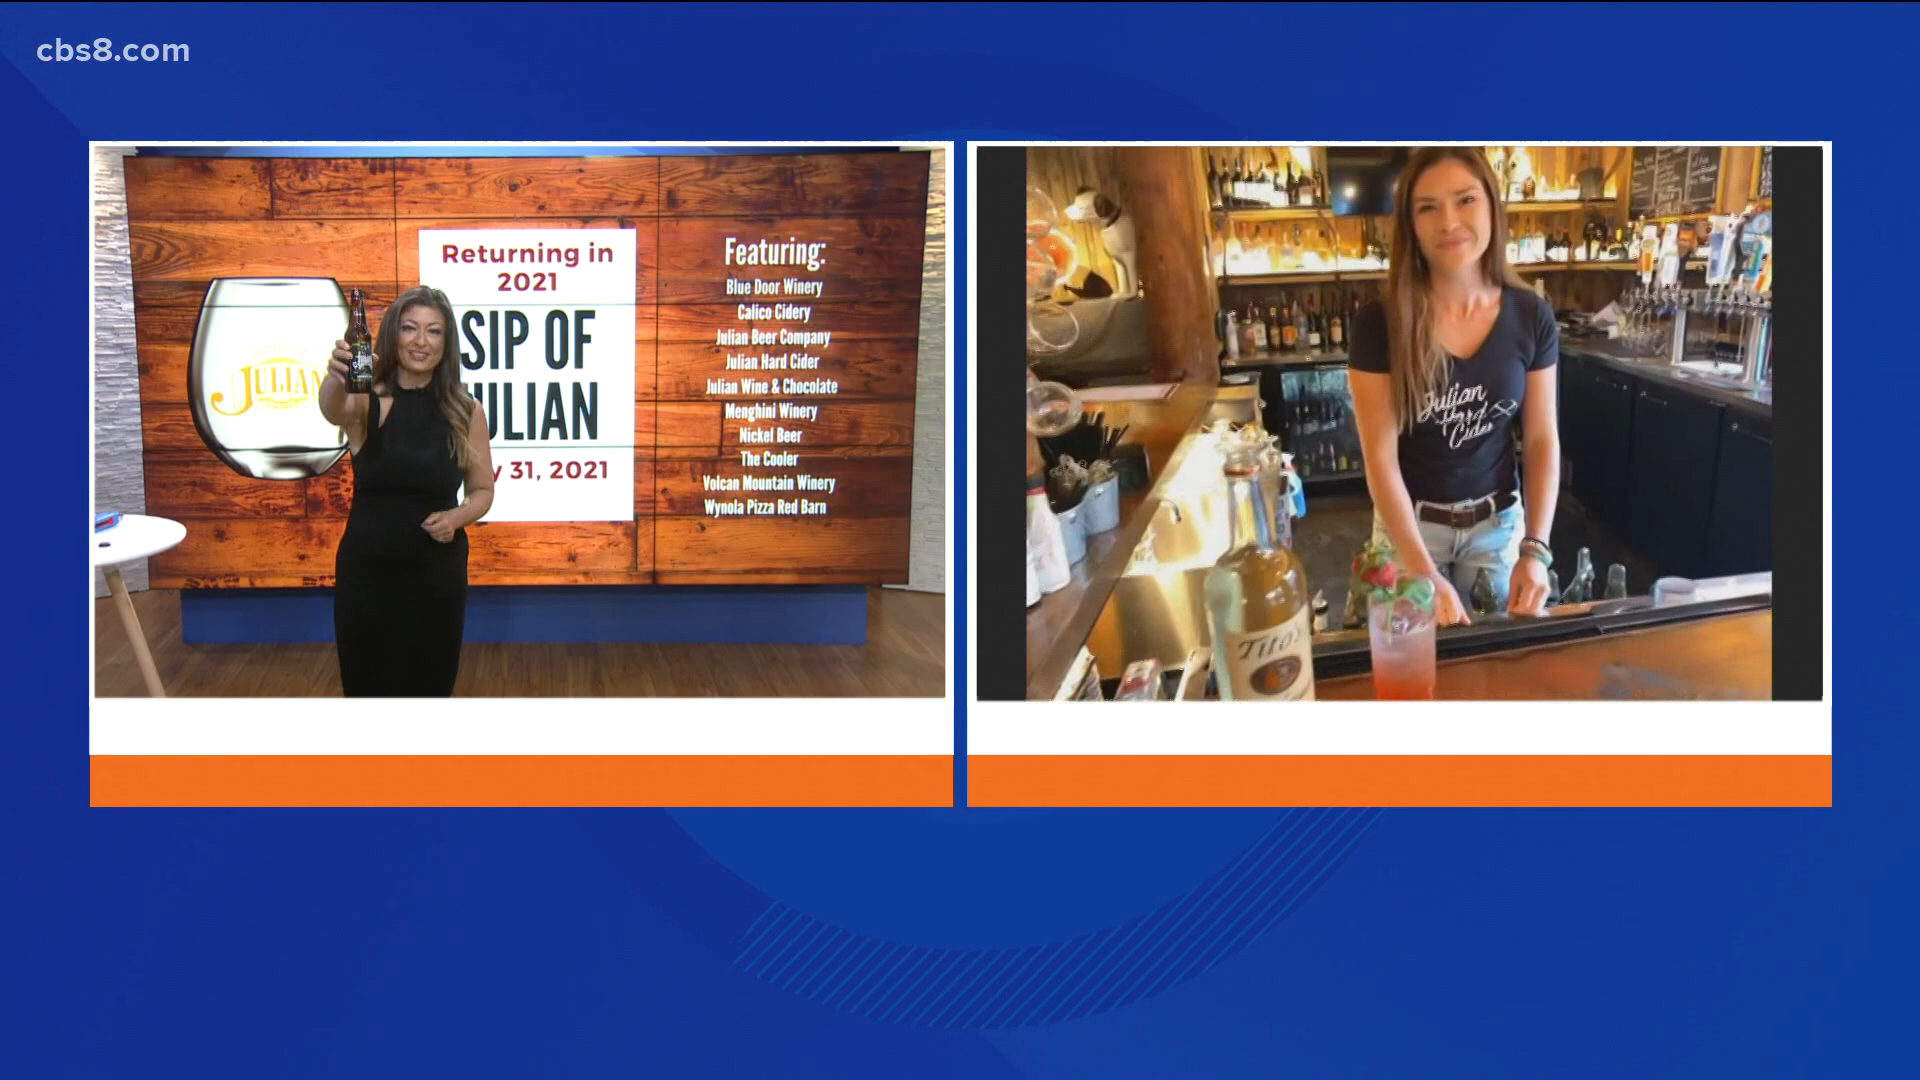 cbs8.com
JULIAN
Returning in
2021
SIP OF
ULIAN
y 31, 2021
Featuring:
Blue Door Winery
Calico Cidery
Julian Beer Company
Julian Hard Cider
Julian Wine & Chocolate
Menghini Winery
Nickel Beer
The Cooler
Volcan Mountain Winery
Wynola Pizza Red Barn
Julian
Hard
Cider
Tito's